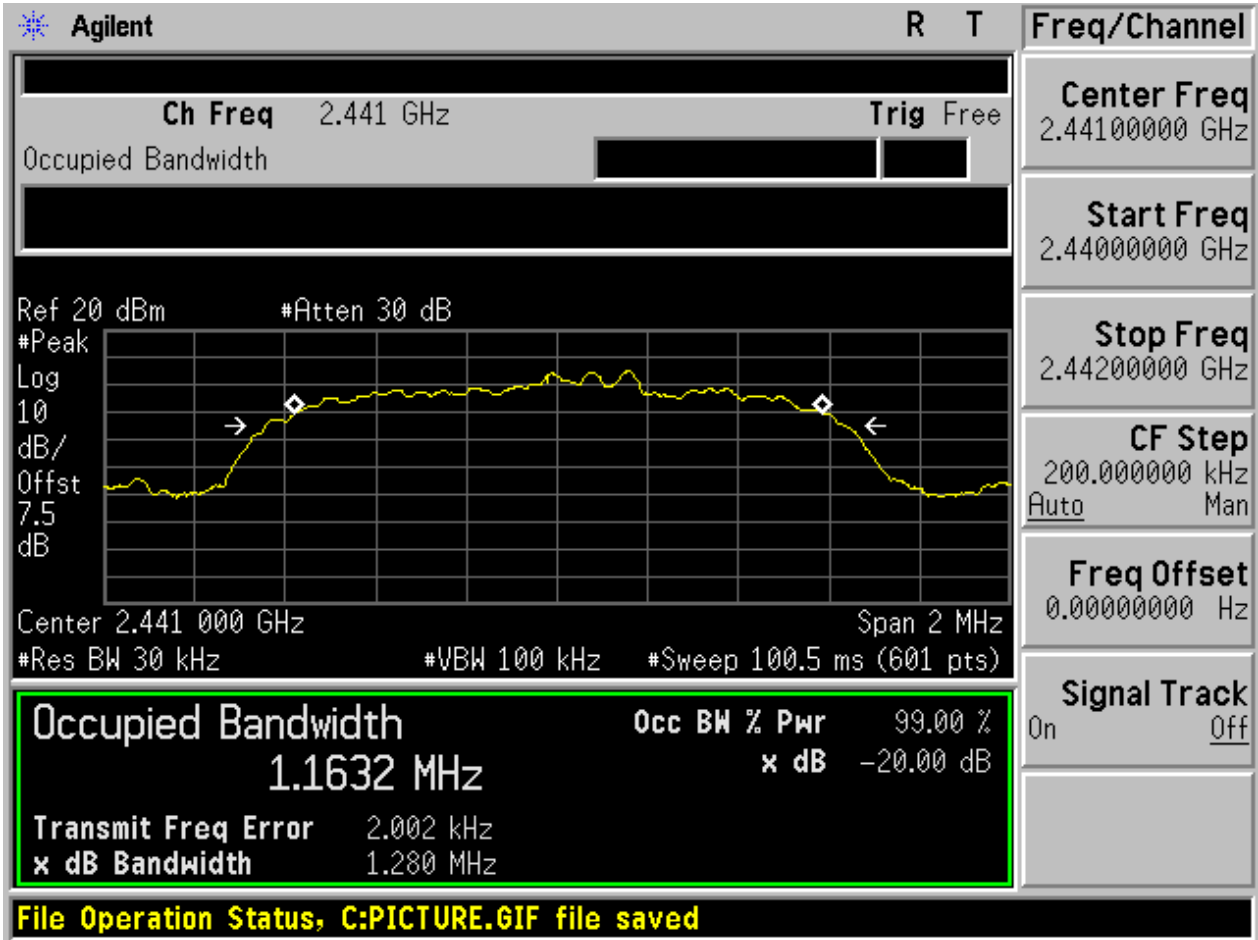 Agilent R T
Freq/Channel
Ch Freq 2.441 GHz Trig Free
Occupied Bandwidth
Center Freq
2.44100000 GHz
Start Freq
2.44000000 GHz
Stop Freq
2.44200000 GHz
CF Step
200.000000 kHz
Auto Man
Freq Offset
0.00000000 Hz
Signal Track
On Off
Ref 20 dBm #Atten 30 dB
#Peak
Log
10
dB/
Offst
7.5
dB
Center 2.441 000 GHz Span 2 MHz
#Res BW 30 kHz #VBW 100 kHz #Sweep 100.5 ms (601 pts)
Occupied Bandwidth Occ BW % Pwr 99.00 %
1.1632 MHz x dB -20.00 dB
Transmit Freq Error 2.002 kHz
x dB Bandwidth 1.280 MHz
File Operation Status, C:PICTURE.GIF file saved